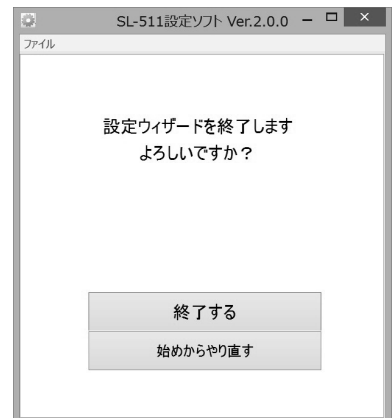 SL-511設定ソフト Ver.2.0.0
ファイル
設定ウィザードを終了します
よろしいですか？
終了する
始めからやり直す